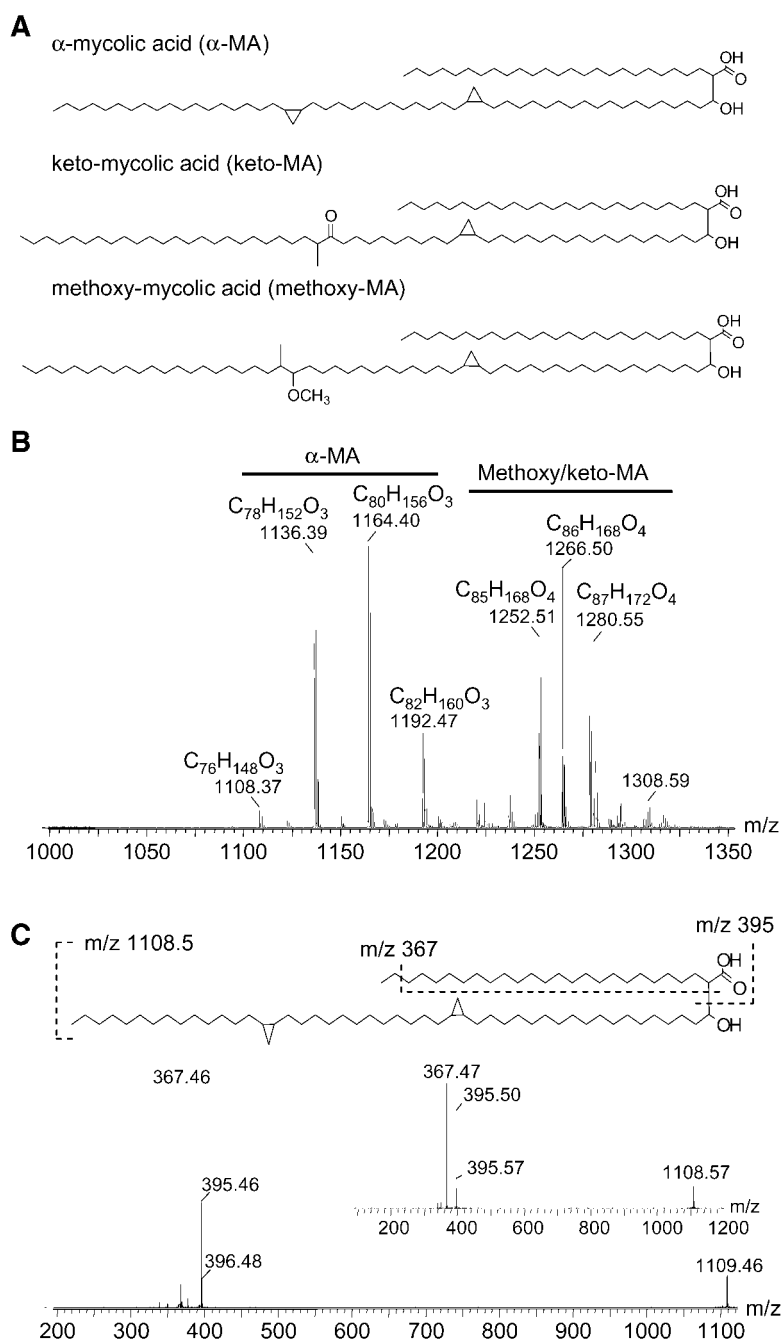 A
α-mycolic acid (α-MA)
OH
O
OH
keto-mycolic acid (keto-MA)
OH
O
O
OH
methoxy-mycolic acid (methoxy-MA)
OH
O
OH
OCH₃
B
α-MA
Methoxy/keto-MA
C₇₈H₁₅₂O₃
1136.39
C₈₀H₁₅₆O₃
1164.40
C₈₆H₁₆₈O₄
1266.50
C₈₅H₁₆₈O₄
1252.51
C₈₇H₁₇₂O₄
1280.55
C₈₂H₁₆₀O₃
1192.47
C₇₆H₁₄₈O₃
1108.37
1308.59
1000 1050 1100 1150 1200 1250 1300 1350 m/z
C
m/z 1108.5
m/z 367
m/z 395
OH
O
OH
367.46
367.47
395.50
395.57
1108.57
m/z
200 400 600 800 1000 1200
395.46
396.48
1109.46
m/z
200 300 400 500 600 700 800 900 1000 1100